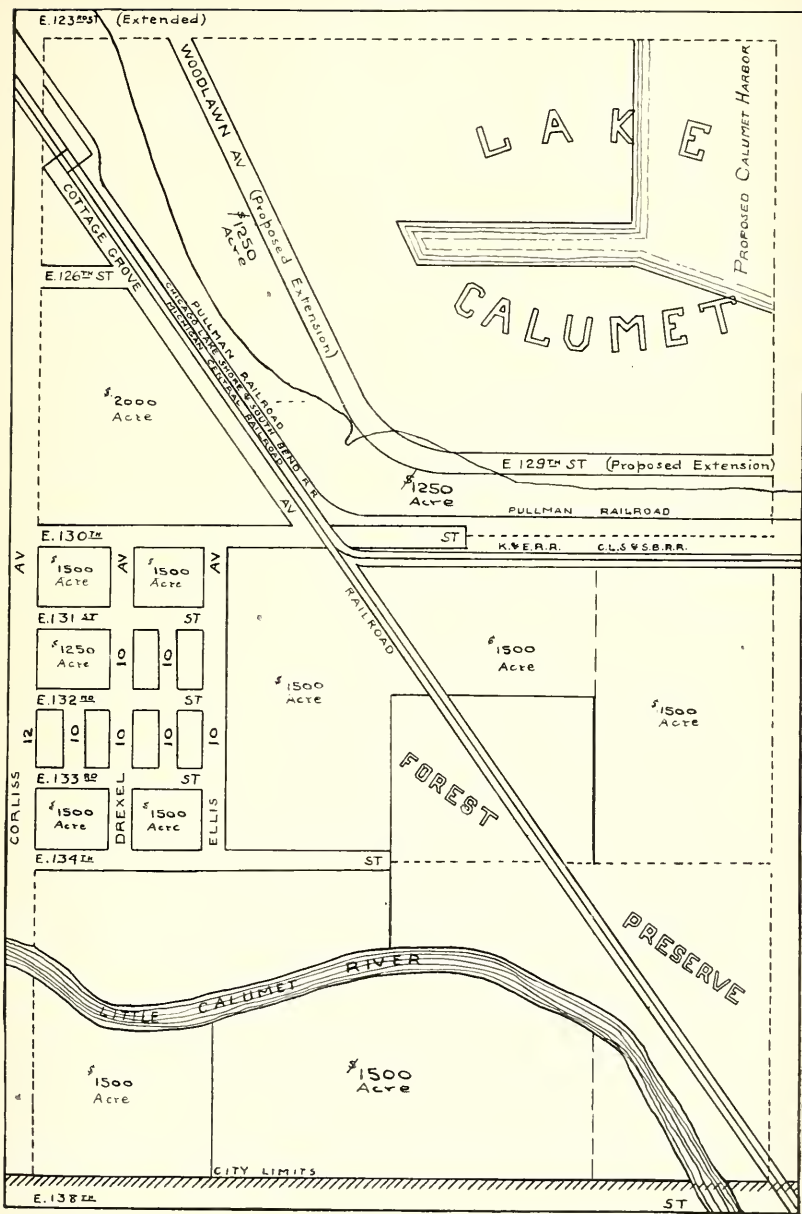 E. 123RD ST (Extended)
WOODLAWN AV (Proposed Extension)
LAKE
CALUMET
PROPOSED CALUMET HARBOR
$1250
Acre
COTTAGE GROVE
AV
E. 126TH ST
PULLMAN RAILROAD
CHICAGO LAKE SHORE & SOUTH BEND R.R.
MICHIGAN CENTRAL RAILROAD
$2000
Acre
E 129TH ST (Proposed Extension)
$1250
Acre
PULLMAN RAILROAD
E. 130TH
ST
K. & E. R.R. C.L.S & S.B.R.R.
AV
AV
AV
$1500
Acre
$1500
Acre
RAILROAD
E. 131 ST
ST
$1250
Acre
10
10
$1500
Acre
$1500
Acre
$1500
Acre
E. 132ND
ST
12
10
10
10
10
FOREST
E. 133RD
ST
CORLISS
DREXEL
ELLIS
$1500
Acre
$1500
Acre
E. 134TH
ST
PRESERVE
LITTLE CALUMET RIVER
$1500
Acre
$1500
Acre
CITY LIMITS
E. 138TH
ST